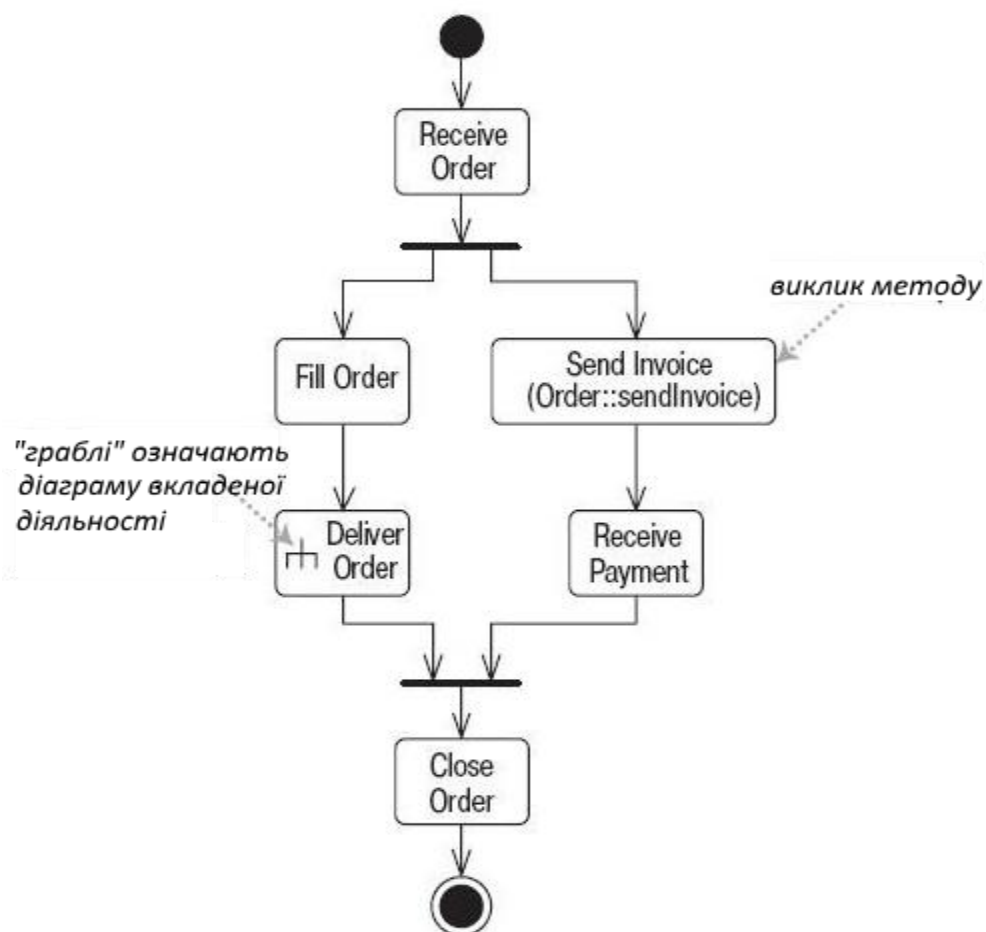 Receive
Order
виклик методу
Fill Order
Send Invoice
(Order::sendInvoice)
"граблі" означають
діаграму вкладеної
діяльності
Deliver
Order
Receive
Payment
Close
Order